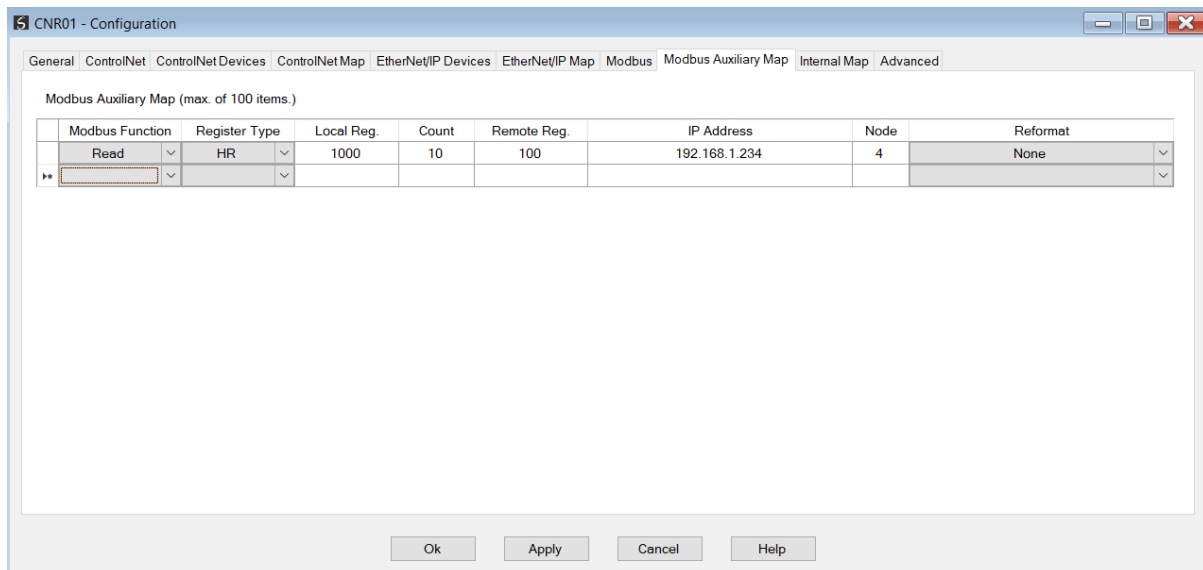 CNR01 - Configuration
General ControlNet ControlNet Devices ControlNet Map EtherNet/IP Devices EtherNet/IP Map Modbus Modbus Auxiliary Map Internal Map Advanced
Modbus Auxiliary Map (max. of 100 items.)
Modbus Function Register Type Local Reg. Count Remote Reg. IP Address Node Reformat
Read HR 1000 10 100 192.168.1.234 4 None
Ok Apply Cancel Help